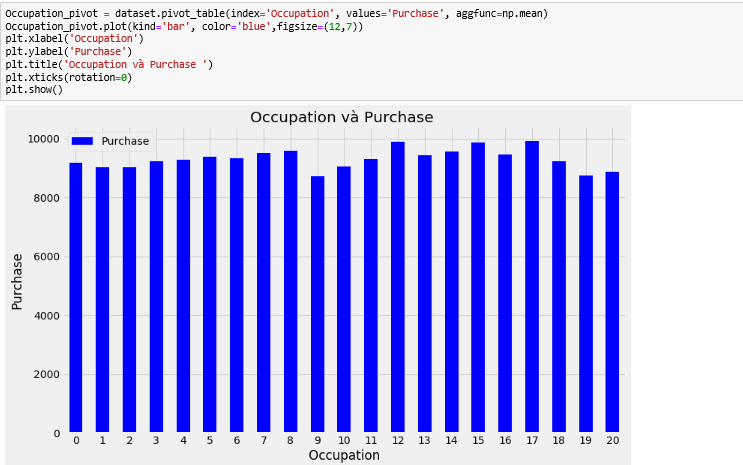 Occupation_pivot = dataset.pivot_table(index='Occupation', values='Purchase', aggfunc=np.mean)
Occupation_pivot.plot(kind='bar', color='blue',figsize=(12,7))
plt.xlabel('Occupation')
plt.ylabel('Purchase')
plt.title('Occupation và Purchase ')
plt.xticks(rotation=0)
plt.show()
Occupation và Purchase
Purchase
10000
8000
6000
4000
2000
0
Purchase
0 1 2 3 4 5 6 7 8 9 10 11 12 13 14 15 16 17 18 19 20
Occupation